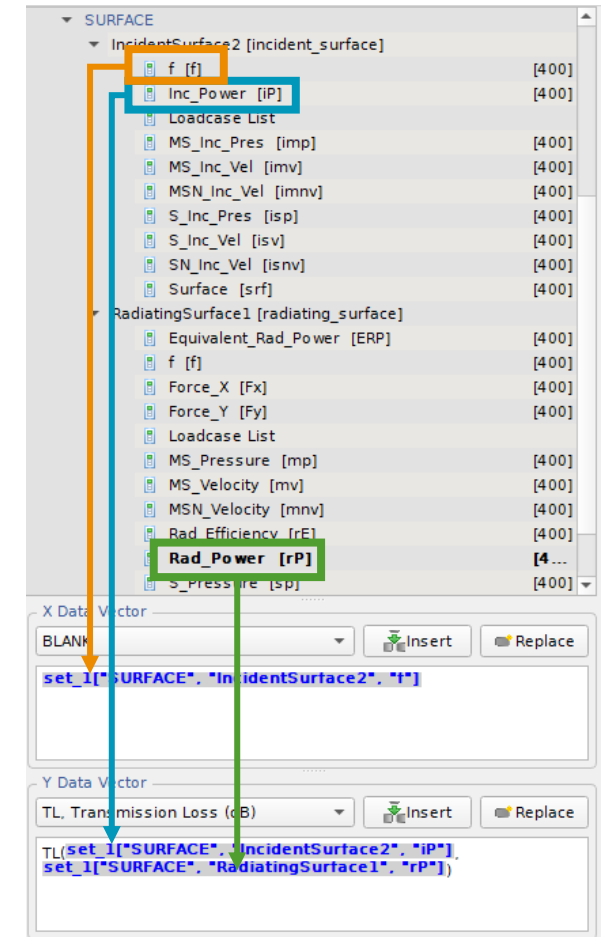 SURFACE
IncidentSurface2 [incident_surface]
f [f] [400]
Inc_Power [iP] [400]
Loadcase List
MS_Inc_Pres [imp] [400]
MS_Inc_Vel [imv] [400]
MSN_Inc_Vel [imnv] [400]
S_Inc_Pres [isp] [400]
S_Inc_Vel [isv] [400]
SN_Inc_Vel [isnv] [400]
Surface [srf] [400]
RadiatingSurface1 [radiating_surface]
Equivalent_Rad_Power [ERP] [400]
f [f] [400]
Force_X [Fx] [400]
Force_Y [Fy] [400]
Loadcase List
MS_Pressure [mp] [400]
MS_Velocity [mv] [400]
MSN_Velocity [mnv] [400]
Rad_Efficiency [rE] [400]
Rad_Power [rP] [4...
S_Pressure [sp] [400]
X Data Vector
BLANK Insert Replace
set_1["SURFACE", "IncidentSurface2", "f"]
Y Data Vector
TL, Transmission Loss (dB) Insert Replace
TL(set_1["SURFACE", "IncidentSurface2", "iP"],
set_1["SURFACE", "RadiatingSurface1", "rP"])